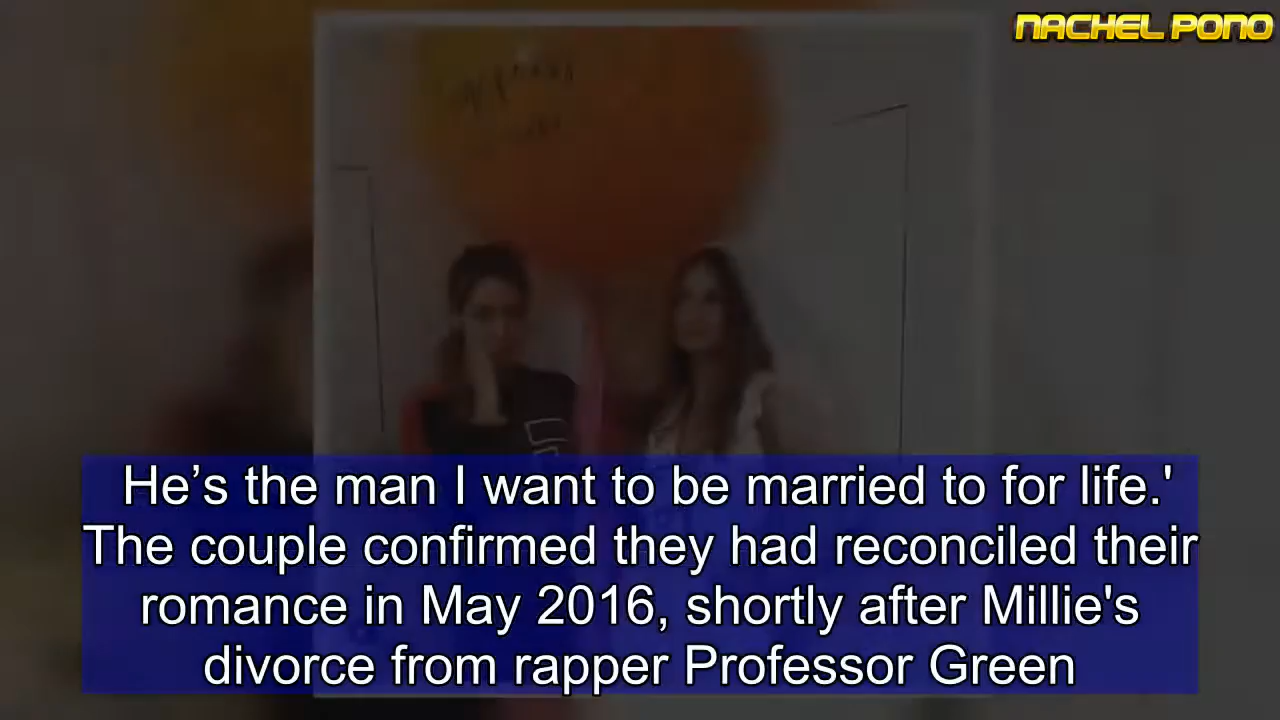 NACHEL PONO
He’s the man I want to be married to for life.'
The couple confirmed they had reconciled their
romance in May 2016, shortly after Millie's
divorce from rapper Professor Green